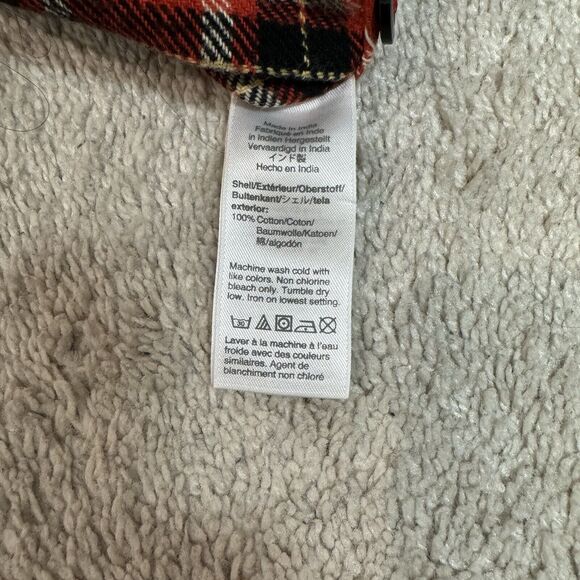 Made in India
Fabriqué en Inde
in Indien Hergestellt
Vervaardigd in India
インド製
Hecho en India
Shell/Extérieur/Oberstoff/
Buitenkant/シェル/tela
exterior:
100% Cotton/Coton/
Baumwolle/Katoen/
綿/algodón
Machine wash cold with
like colors. Non chlorine
bleach only. Tumble dry
low. Iron on lowest setting.
30
Laver à la machine à l'eau
froide avec des couleurs
similaires. Agent de
blanchiment non chloré